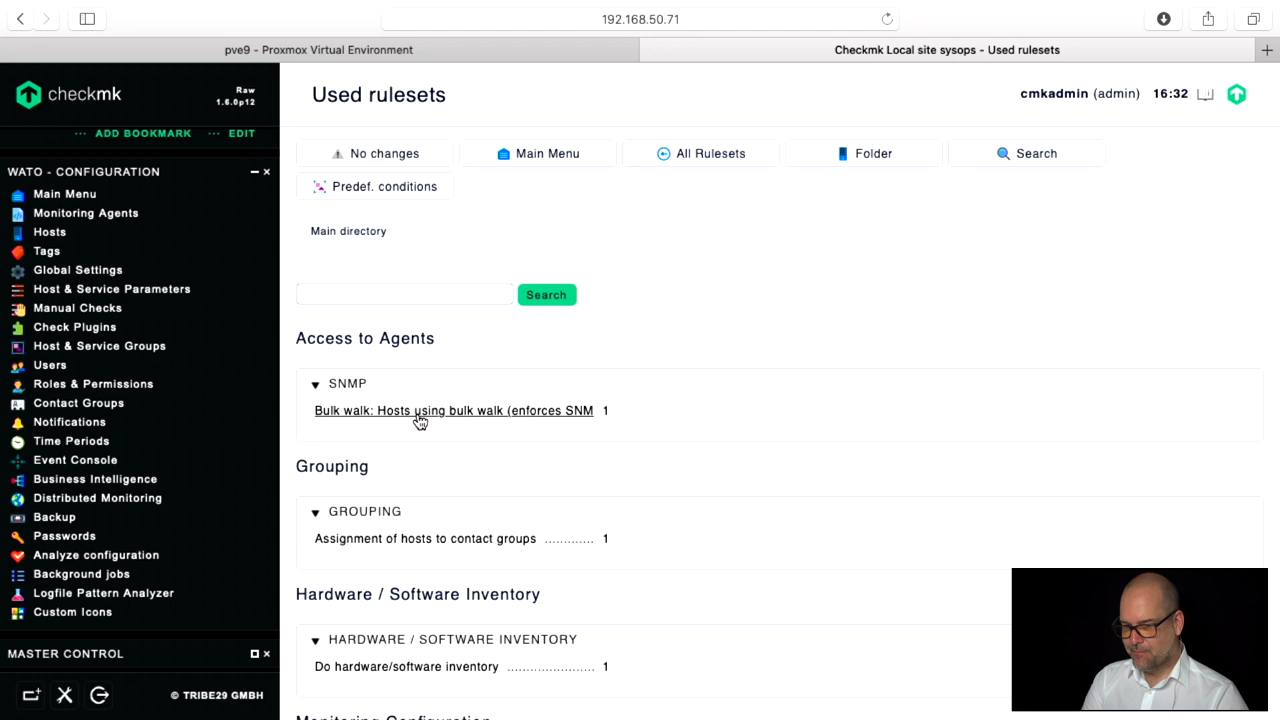 192.168.50.71
pve9 - Proxmox Virtual Environment
Checkmk Local site sysops - Used rulesets
checkmk
Raw
1.6.0p12
ADD BOOKMARK
EDIT
WATO - CONFIGURATION
Main Menu
Monitoring Agents
Hosts
Tags
Global Settings
Host & Service Parameters
Manual Checks
Check Plugins
Host & Service Groups
Users
Roles & Permissions
Contact Groups
Notifications
Time Periods
Event Console
Business Intelligence
Distributed Monitoring
Backup
Passwords
Analyze configuration
Background jobs
Logfile Pattern Analyzer
Custom Icons
MASTER CONTROL
© TRIBE29 GMBH
Used rulesets
cmkadmin (admin) 16:32
No changes
Main Menu
All Rulesets
Folder
Search
Predef. conditions
Main directory
Search
Access to Agents
SNMP
Bulk walk: Hosts using bulk walk (enforces SNM 1
Grouping
GROUPING
Assignment of hosts to contact groups ............. 1
Hardware / Software Inventory
HARDWARE / SOFTWARE INVENTORY
Do hardware/software inventory ....................... 1
Monitoring Configuration